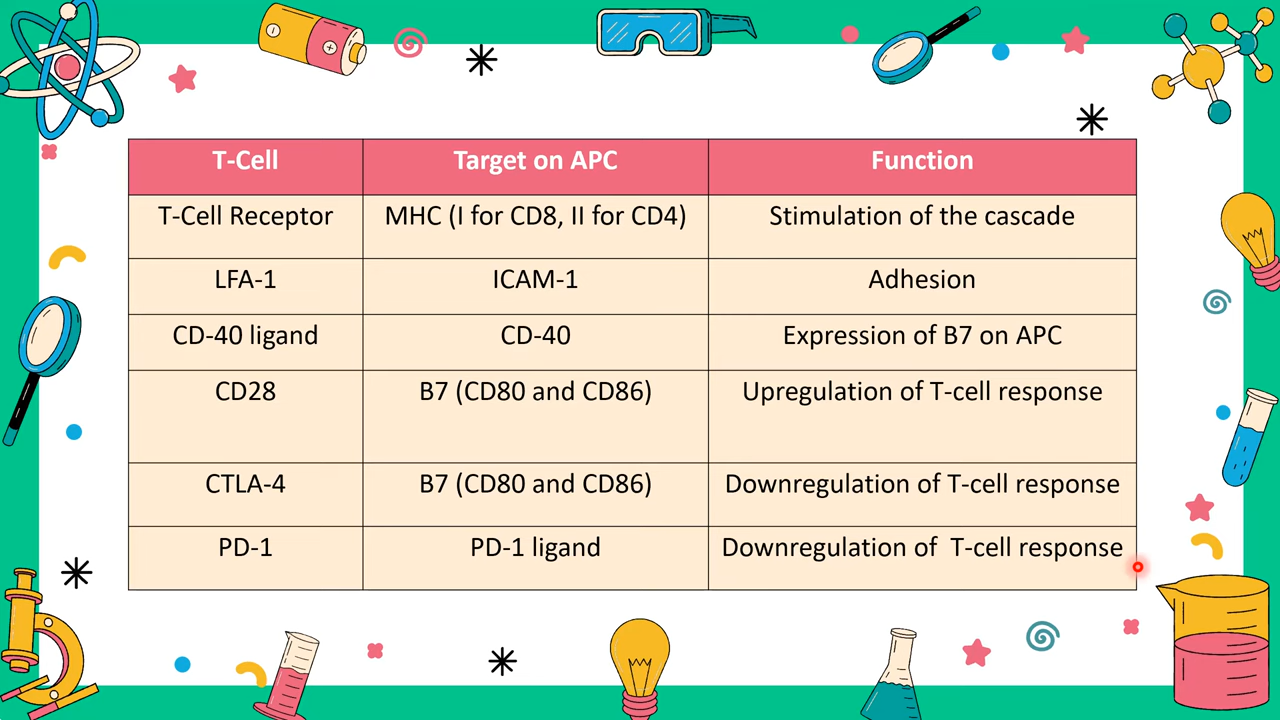 T-Cell Target on APC Function
T-Cell Receptor MHC (I for CD8, II for CD4) Stimulation of the cascade
LFA-1 ICAM-1 Adhesion
CD-40 ligand CD-40 Expression of B7 on APC
CD28 B7 (CD80 and CD86) Upregulation of T-cell response
CTLA-4 B7 (CD80 and CD86) Downregulation of T-cell response
PD-1 PD-1 ligand Downregulation of T-cell response